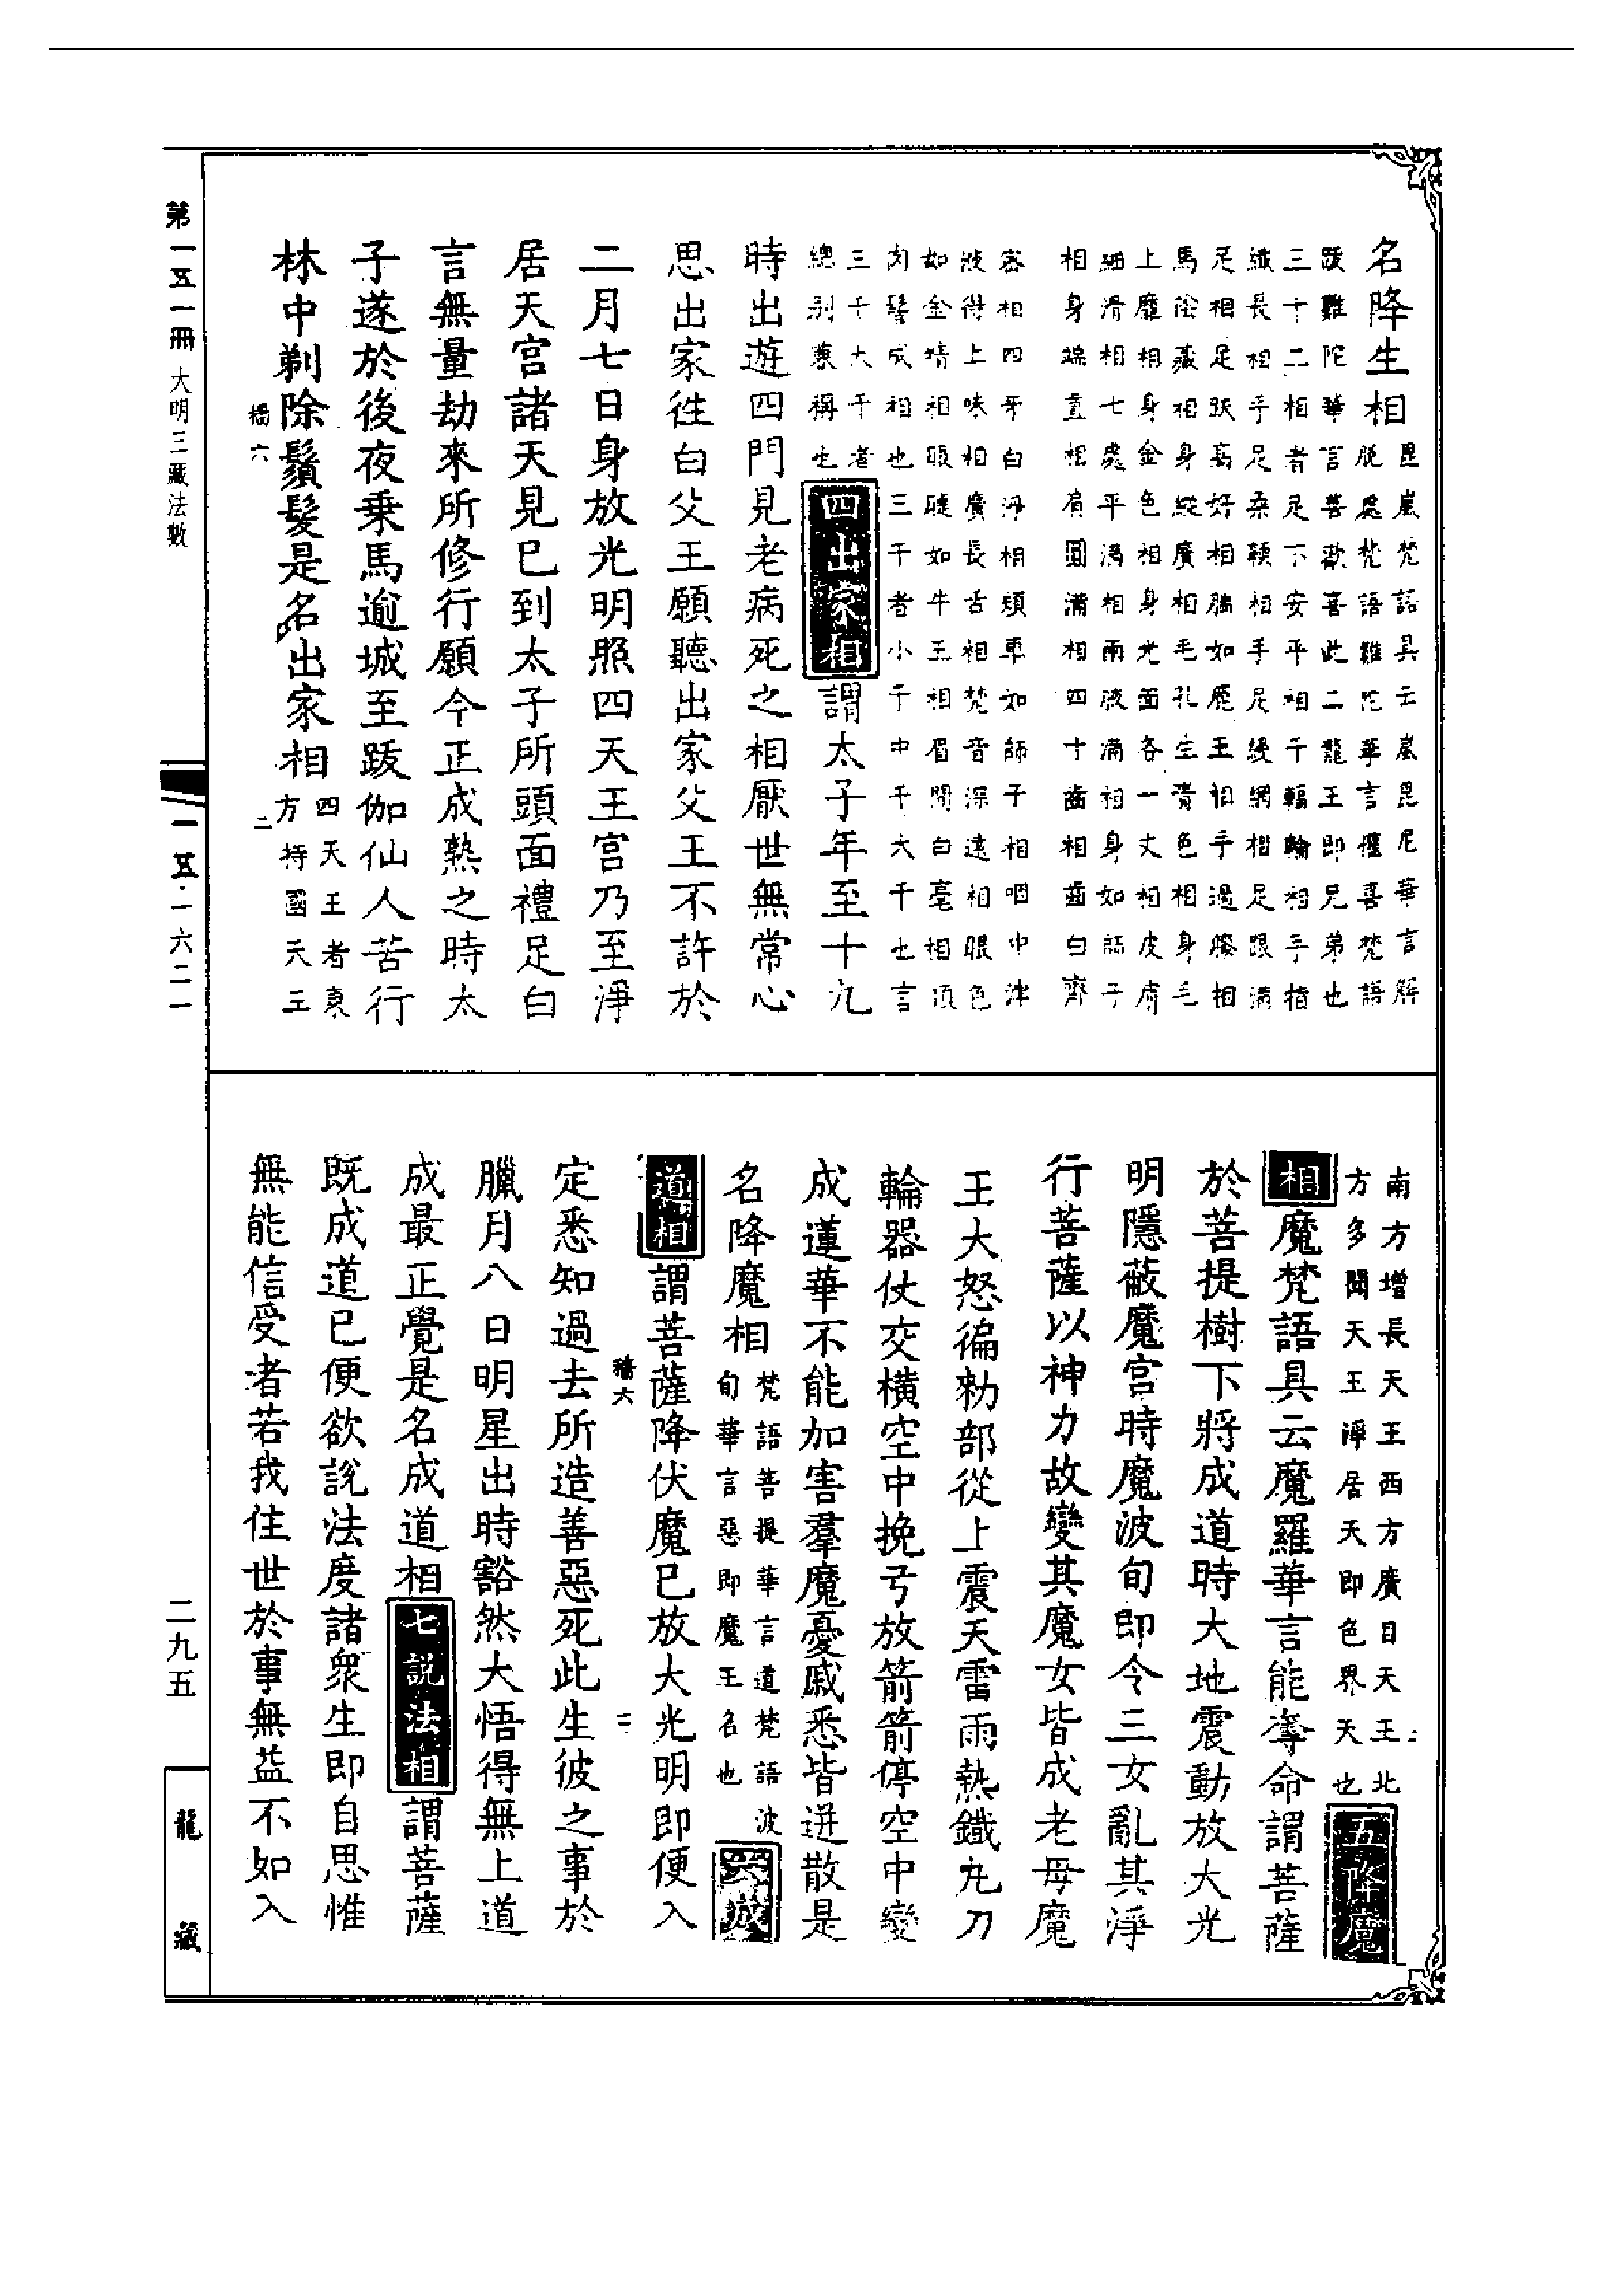 名降生相毘嵐梵語具云嵐毘尼華言解
脫處梵語難陀華言歡喜梵語
跋難陀華言善歡喜此二龍王即兄弟也
三十二相者足下安平相千輻輪相手指
纖長相手足柔軟相手足縵網相足跟滿
足相足趺高好相腨如鹿王相手過膝相
馬陰藏相身縱廣相毛孔生青色相身毛
上靡相身金色相身光面各一丈相皮膚
細滑相七處平滿相兩腋滿相身如師子
相身端直相肩圓滿相四十齒相齒白齊
密相四牙白淨相頰車如師子相咽中津
液得上味相廣長舌相梵音深遠相眼色
如金精相眼睫如牛王相眉間白毫相頂
肉髻成相也三千者小千中千大千也言
三千大千者
總別兼稱也
四出家相謂太子年至十九
時出遊四門見老病死之相厭世無常心
思出家往白父王願聽出家父王不許於
二月七日身放光明照四天王宮乃至淨
居天宮諸天見已到太子所頭面禮足白
言無量劫來所修行願今正成熟之時太
子遂於後夜乘馬逾城至跋伽仙人苦行
林中剃除鬚髮是名出家相四天王者東
方持國天王
南方增長天王西方廣目天王北
方多聞天王淨居天即色界天也
五降魔
相魔梵語具云魔羅華言能奪命謂菩薩
於菩提樹下將成道時大地震動放大光
明隱蔽魔宮時魔波旬即令三女亂其淨
行菩薩以神力故變其魔女皆成老母魔
王大怒徧勑部從上震天雷雨熱鐵丸刀
輪器仗交橫空中挽弓放箭箭停空中變
成蓮華不能加害羣魔憂戚悉皆迸散是
名降魔相梵語菩提華言道梵語波
旬華言惡即魔王名也
六成
道相謂菩薩降伏魔已放大光明即便入
定悉知過去所造善惡死此生彼之事於
臘月八日明星出時豁然大悟得無上道
成最正覺是名成道相七說法相謂菩薩
既成道已便欲說法度諸衆生即自思惟
無能信受者若我住世於事無益不如入
第一五一冊 大明三藏法數
一五·一六二一
二九五
龍藏